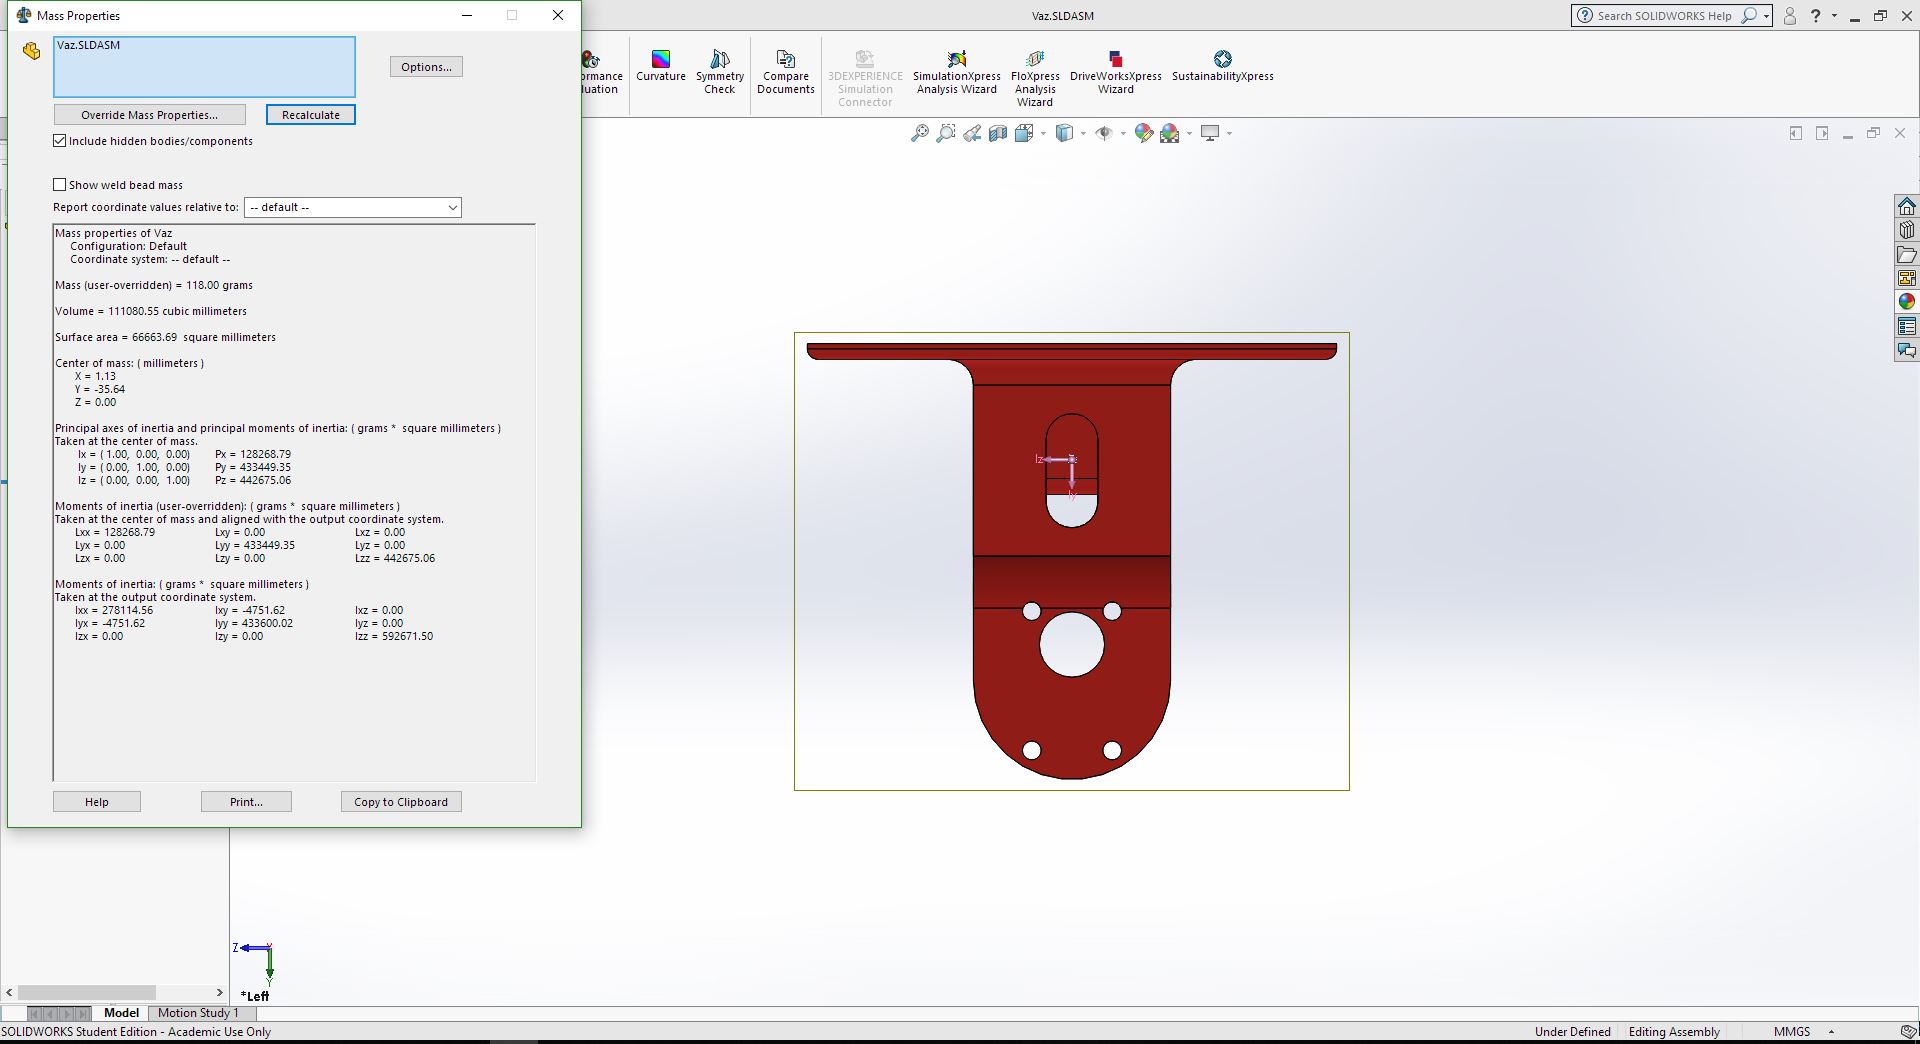 Mass Properties
Vaz.SLDASM
Search SOLIDWORKS Help
Vaz.SLDASM
Options...
Override Mass Properties...
Recalculate
Include hidden bodies/components
Show weld bead mass
Report coordinate values relative to: -- default --
Curvature
Symmetry
Check
Compare
Documents
3DEXPERIENCE
Simulation
Connector
SimulationXpress
Analysis Wizard
FloXpress
Analysis
Wizard
DriveWorksXpress
Wizard
SustainabilityXpress
Mass properties of Vaz
Configuration: Default
Coordinate system: -- default --
Mass (user-overridden) = 118.00 grams
Volume = 111080.55 cubic millimeters
Surface area = 66663.69 square millimeters
Center of mass: ( millimeters )
X = 1.13
Y = -35.64
Z = 0.00
Principal axes of inertia and principal moments of inertia: ( grams * square millimeters )
Taken at the center of mass.
Ix = ( 1.00, 0.00, 0.00) Px = 128268.79
Iy = ( 0.00, 1.00, 0.00) Py = 433449.35
Iz = ( 0.00, 0.00, 1.00) Pz = 442675.06
Moments of inertia (user-overridden): ( grams * square millimeters )
Taken at the center of mass and aligned with the output coordinate system.
Lxx = 128268.79 Lxy = 0.00 Lxz = 0.00
Lyx = 0.00 Lyy = 433449.35 Lyz = 0.00
Lzx = 0.00 Lzy = 0.00 Lzz = 442675.06
Moments of inertia: ( grams * square millimeters )
Taken at the output coordinate system.
Ixx = 278114.56 Ixy = -4751.62 Ixz = 0.00
Iyx = -4751.62 Iyy = 433600.02 Iyz = 0.00
Izx = 0.00 Izy = 0.00 Izz = 592671.50
Help
Print...
Copy to Clipboard
Iz
Iy
Z
Y
*Left
Model
Motion Study 1
SOLIDWORKS Student Edition - Academic Use Only
Under Defined
Editing Assembly
MMGS